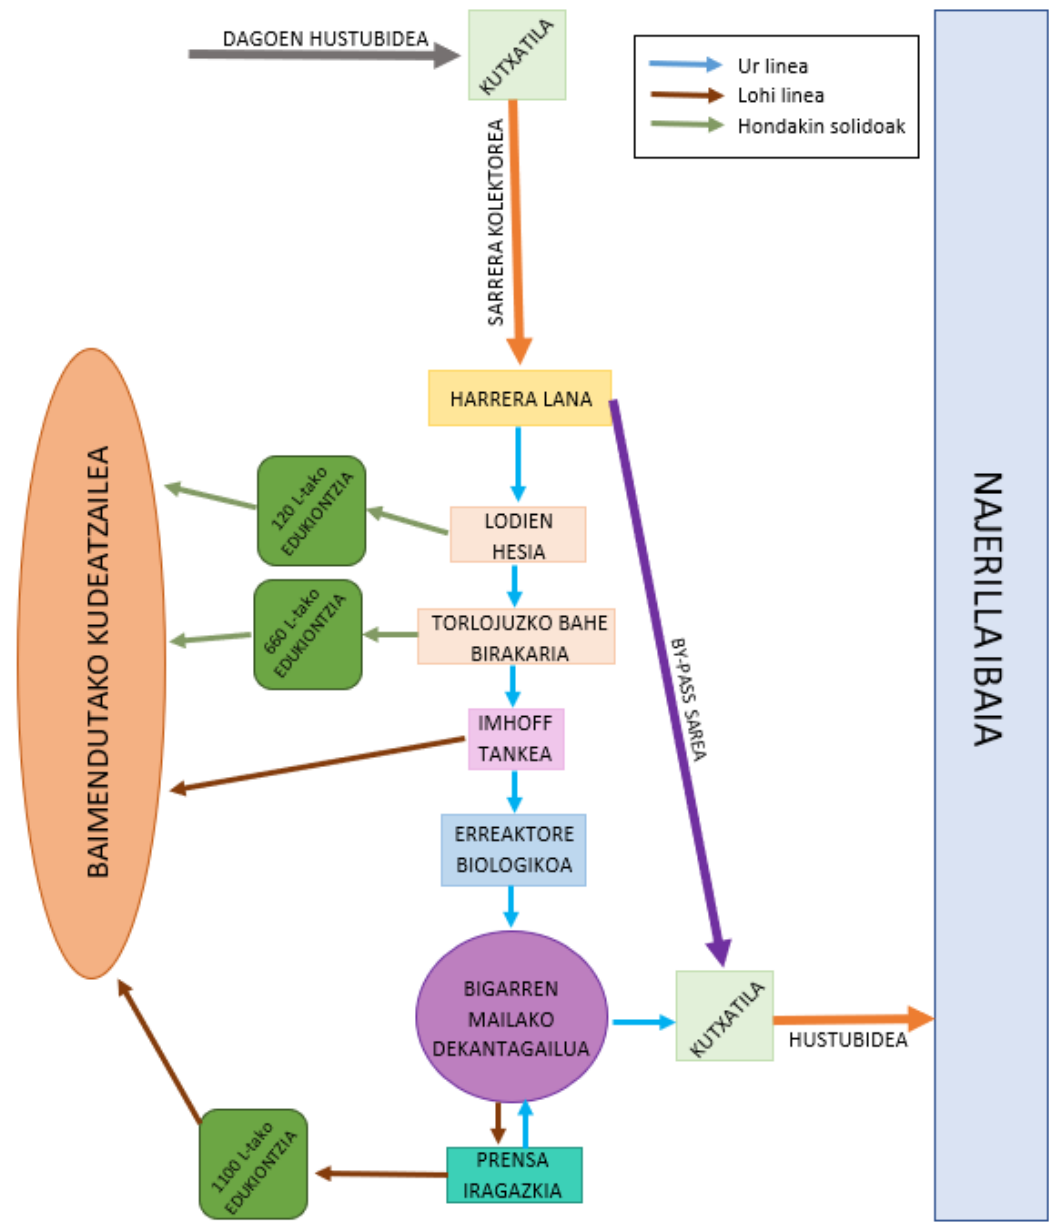 DAGOEN HUSTUBIDEA
KUTXATILA
Ur linea
Lohi linea
Hondakin solidoak
SARRERA KOLEKTOREA
HARRERA LANA
LODIEN
HESIA
120 L-tako
EDUKIONTZIA
TORLOJUZKO BAHE
BIRAKARIA
660 L-tako
EDUKIONTZIA
BAIMENDUTAKO KUDEATZAILEA
NAJERILLA IBAIA
BY-PASS SAREA
IMHOFF
TANKEA
ERREAKTORE
BIOLOGIKOA
BIGARREN
MAILAKO
DEKANTAGAILUA
KUTXATILA
HUSTUBIDEA
PRENSA
IRAGAZKIA
1100 L-tako
EDUKIONTZIA